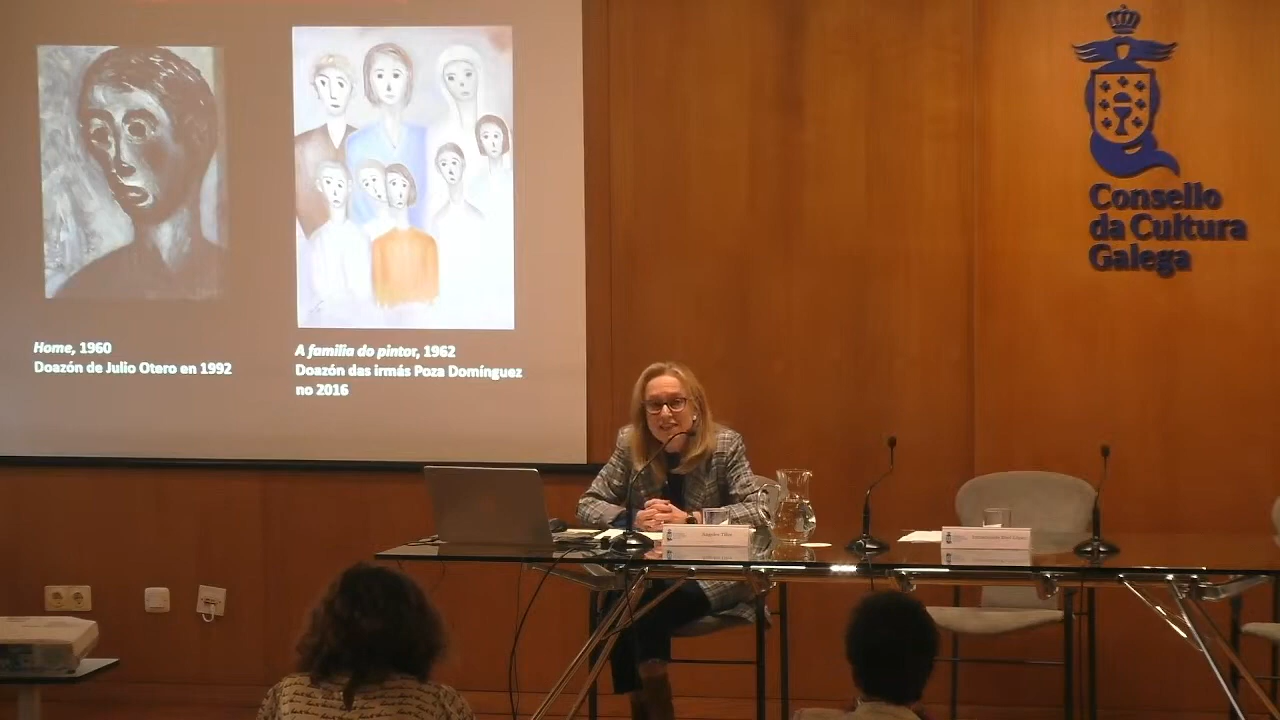 Home, 1960
Doazón de Julio Otero en 1992
A familia do pintor, 1962
Doazón das irmás Poza Domínguez
no 2016
Consello
da Cultura
Galega